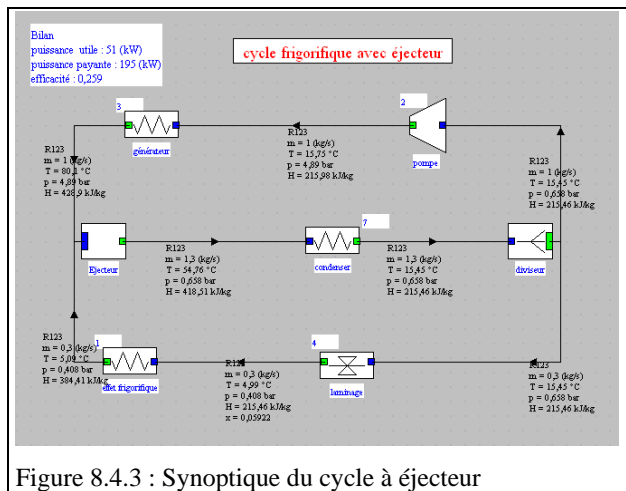 Bilan
puissance utile : 51 (kW)
puissance payante : 195 (kW)
efficacité : 0,259
cycle frigorifique avec éjecteur
3
générateur
2
pompe
R123
m = 1 (kg/s)
T = 80,1 °C
p = 4,89 bar
H = 428,9 kJ/kg
R123
m = 1 (kg/s)
T = 15,75 °C
p = 4,89 bar
H = 215,98 kJ/kg
R123
m = 1 (kg/s)
T = 15,45 °C
p = 0,658 bar
H = 215,46 kJ/kg
Ejecteur
R123
m = 1,3 (kg/s)
T = 54,76 °C
p = 0,658 bar
H = 418,51 kJ/kg
7
condenser
R123
m = 1,3 (kg/s)
T = 15,45 °C
p = 0,658 bar
H = 215,46 kJ/kg
diviseur
R123
m = 0,3 (kg/s)
T = 5,09 °C
p = 0,408 bar
H = 384,41 kJ/kg
1
effet frigorifique
R123
m = 0,3 (kg/s)
T = 4,99 °C
p = 0,408 bar
H = 215,46 kJ/kg
x = 0,05922
4
laminage
R123
m = 0,3 (kg/s)
T = 15,45 °C
p = 0,658 bar
H = 215,46 kJ/kg
Figure 8.4.3 : Synoptique du cycle à éjecteur